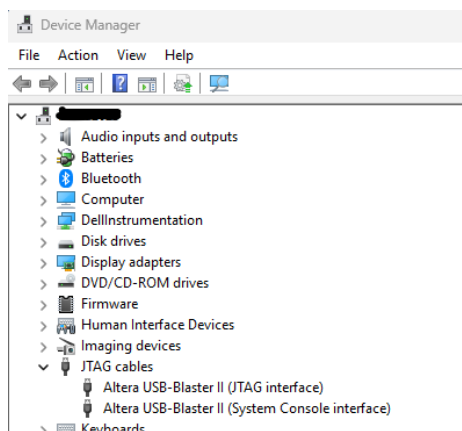 Device Manager
File Action View Help
Audio inputs and outputs
Batteries
Bluetooth
Computer
DellInstrumentation
Disk drives
Display adapters
DVD/CD-ROM drives
Firmware
Human Interface Devices
Imaging devices
JTAG cables
Altera USB-Blaster II (JTAG interface)
Altera USB-Blaster II (System Console interface)
Keyboards